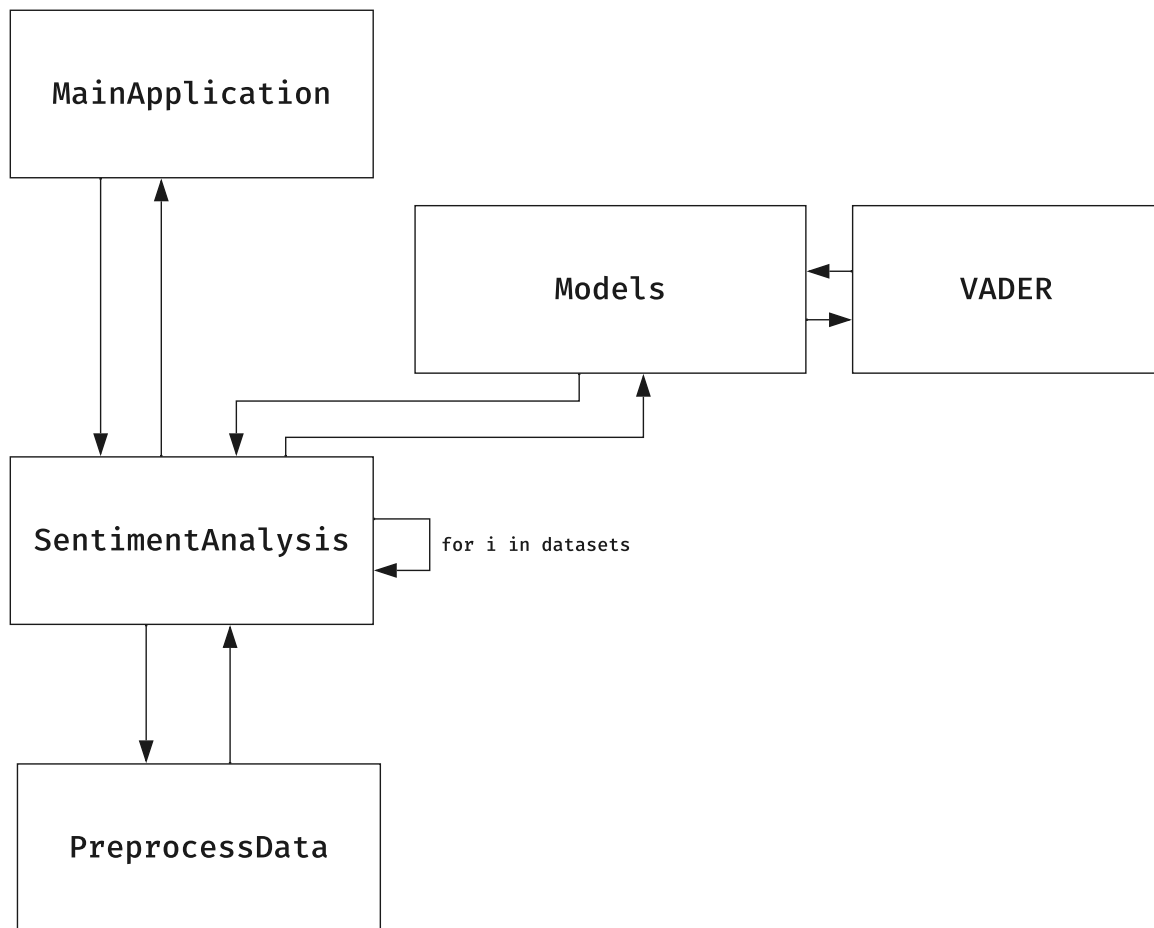 MainApplication
Models
VADER
SentimentAnalysis
for i in datasets
PreprocessData